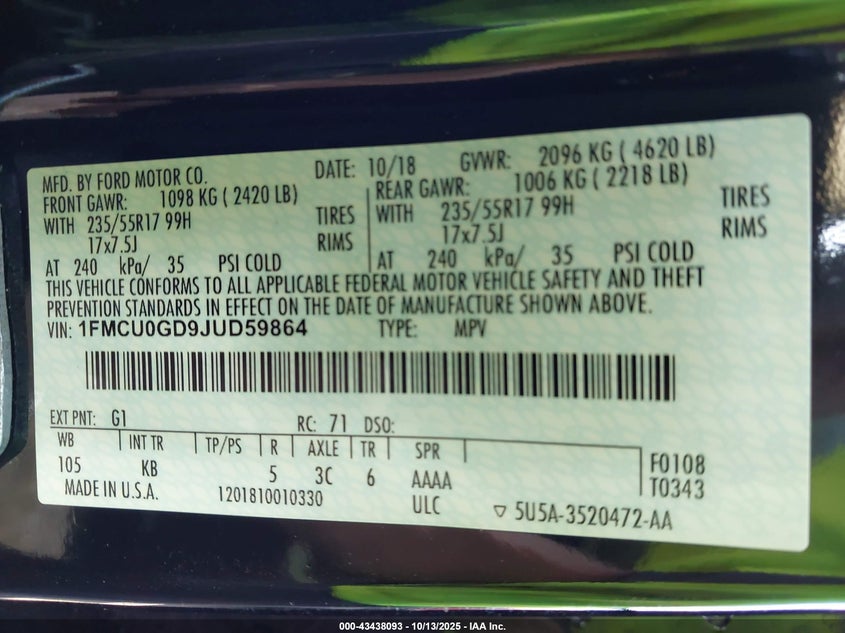 MFD. BY FORD MOTOR CO. DATE: 10/18 GVWR: 2096 KG ( 4620 LB)
FRONT GAWR: 1098 KG ( 2420 LB) REAR GAWR: 1006 KG ( 2218 LB)
WITH 235/55R17 99H TIRES WITH 235/55R17 99H TIRES
17x7.5J RIMS 17x7.5J RIMS
AT 240 kPa/ 35 PSI COLD AT 240 kPa/ 35 PSI COLD
THIS VEHICLE CONFORMS TO ALL APPLICABLE FEDERAL MOTOR VEHICLE SAFETY AND THEFT
PREVENTION STANDARDS IN EFFECT ON THE DATE OF MANUFACTURE SHOWN ABOVE.
VIN: 1FMCU0GD9JUD59864 TYPE: MPV
EXT PNT: G1 RC: 71 DSO:
WB INT TR TP/PS R AXLE TR SPR
105 KB 5 3C 6 AAAA F0108
MADE IN U.S.A. 1201810010330 ULC T0343
5U5A-3520472-AA
000-43438093 - 10/13/2025 - IAA Inc.